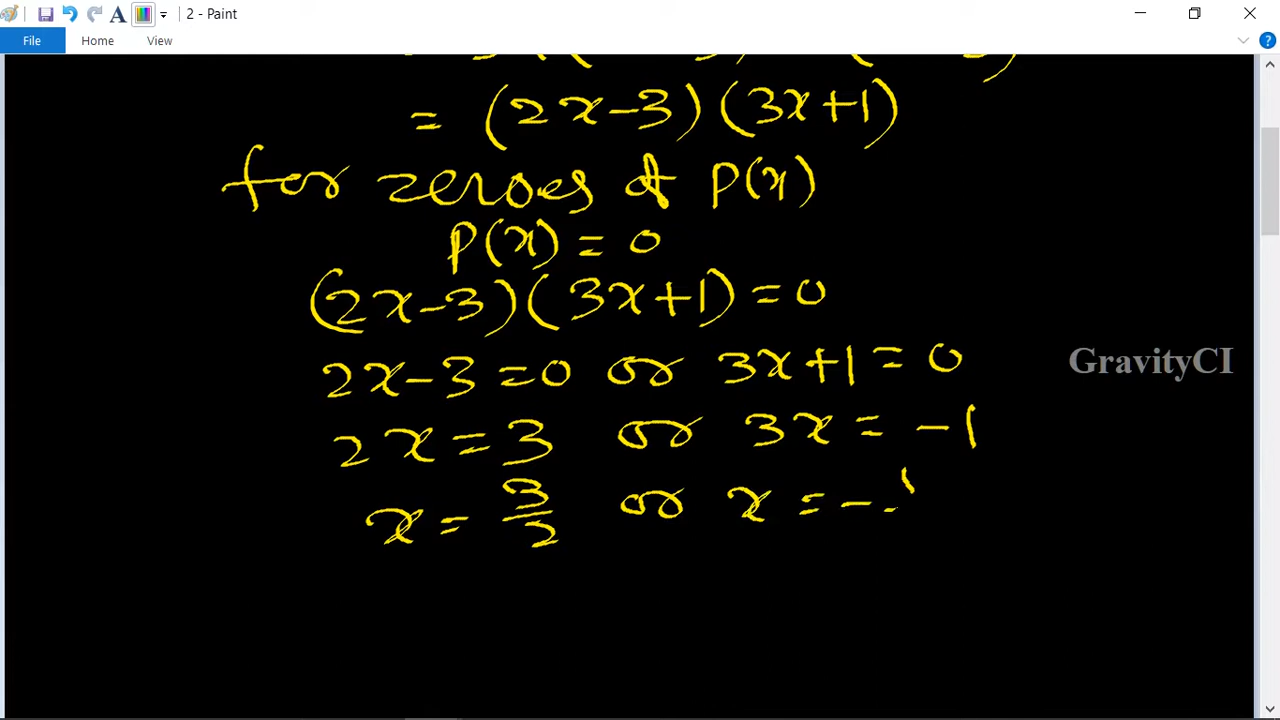 2 - Paint
File Home View
= (2x-3)(3x+1)
for zeroes of P(x)
P(x) = 0
(2x-3)(3x+1) = 0
2x-3 = 0 or 3x+1 = 0
GravityCI
2x = 3 or 3x = -1
x = 3/2 or x = -1